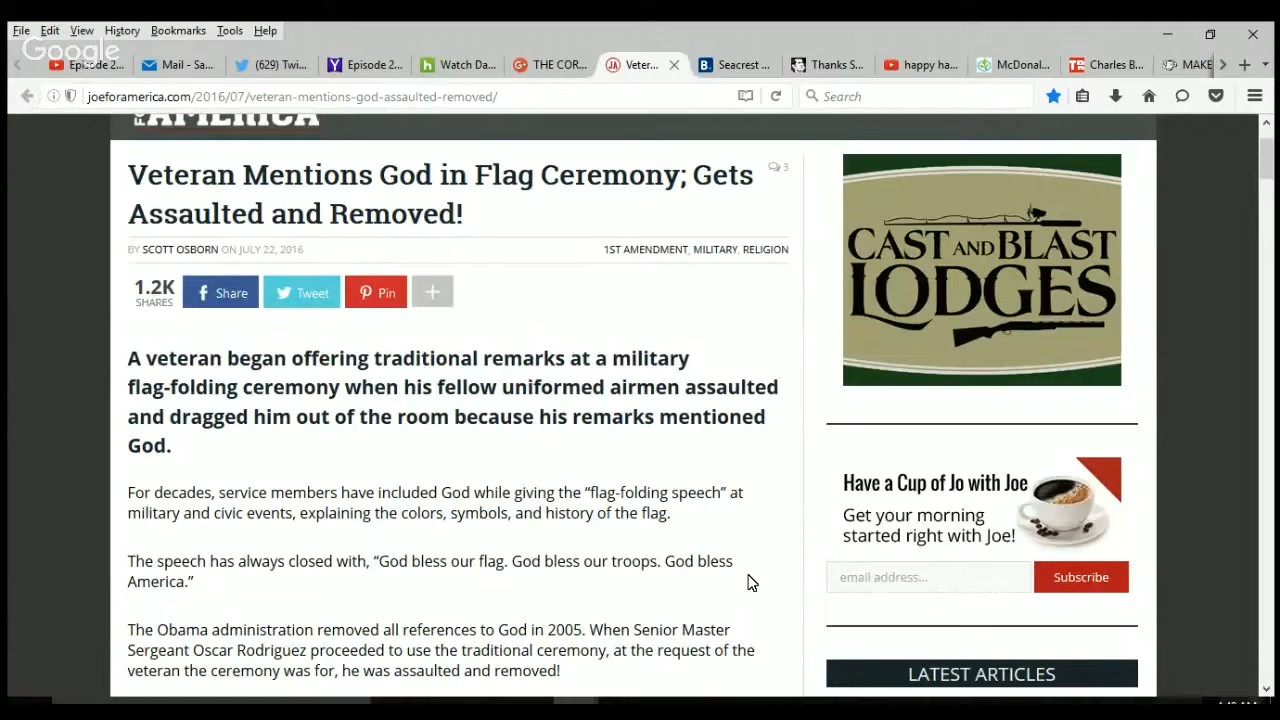 File Edit View History Bookmarks Tools Help
Google
Episode 2... Mail - Sa... (629) Twi... Episode 2... Watch Da... THE COR... Veter... Seacrest ... Thanks S... happy ha... McDonal... Charles B... MAKE
joeforamerica.com/2016/07/veteran-mentions-god-assaulted-removed/ Search
FOR AMERICA
Veteran Mentions God in Flag Ceremony; Gets
Assaulted and Removed!
3
BY SCOTT OSBORN ON JULY 22, 2016 1ST AMENDMENT, MILITARY, RELIGION
1.2K
SHARES
Share Tweet Pin
A veteran began offering traditional remarks at a military
flag-folding ceremony when his fellow uniformed airmen assaulted
and dragged him out of the room because his remarks mentioned
God.
For decades, service members have included God while giving the “flag-folding speech” at
military and civic events, explaining the colors, symbols, and history of the flag.
The speech has always closed with, “God bless our flag. God bless our troops. God bless
America.”
The Obama administration removed all references to God in 2005. When Senior Master
Sergeant Oscar Rodriguez proceeded to use the traditional ceremony, at the request of the
veteran the ceremony was for, he was assaulted and removed!
CAST AND BLAST
LODGES
Have a Cup of Jo with Joe
Get your morning
started right with Joe!
email address... Subscribe
LATEST ARTICLES